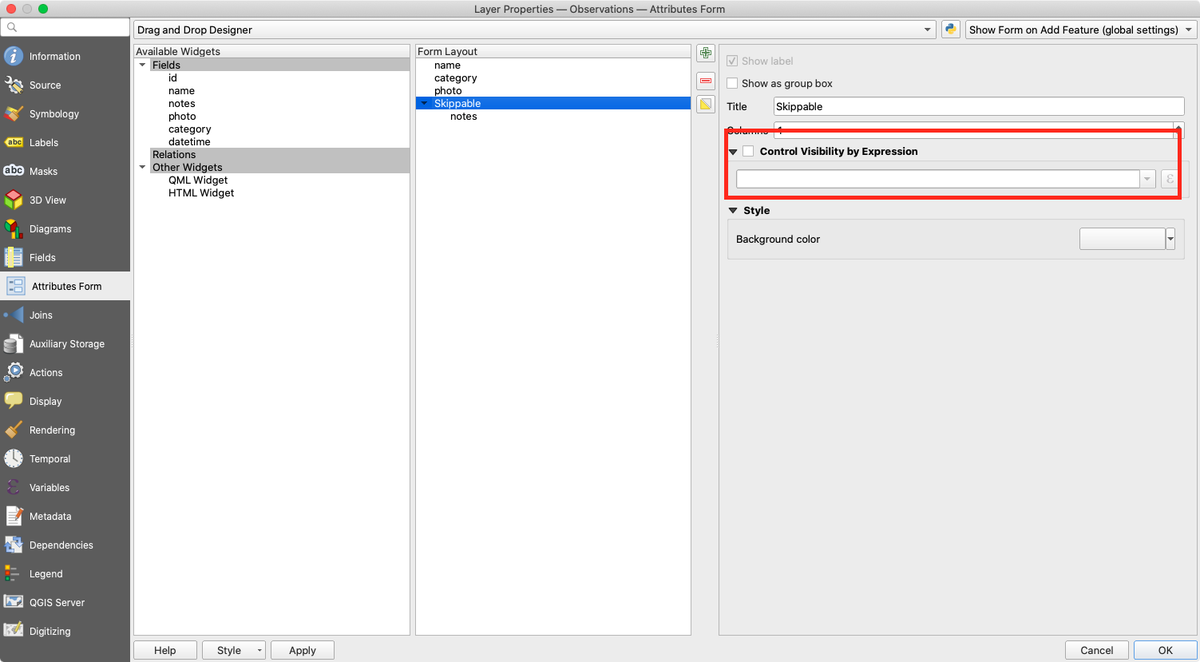 Layer Properties — Observations — Attributes Form
Drag and Drop Designer
Show Form on Add Feature (global settings)
Information
Source
Symbology
abc Labels
abc Masks
3D View
Diagrams
Fields
Attributes Form
Joins
Auxiliary Storage
Actions
Display
Rendering
Temporal
Variables
Metadata
Dependencies
Legend
QGIS Server
Digitizing
Available Widgets
Fields
id
name
notes
photo
category
datetime
Relations
Other Widgets
QML Widget
HTML Widget
Form Layout
name
category
photo
Skippable
notes
Show label
Show as group box
Title Skippable
Columns 1
Control Visibility by Expression
ε
Style
Background color
Help
Style
Apply
Cancel
OK